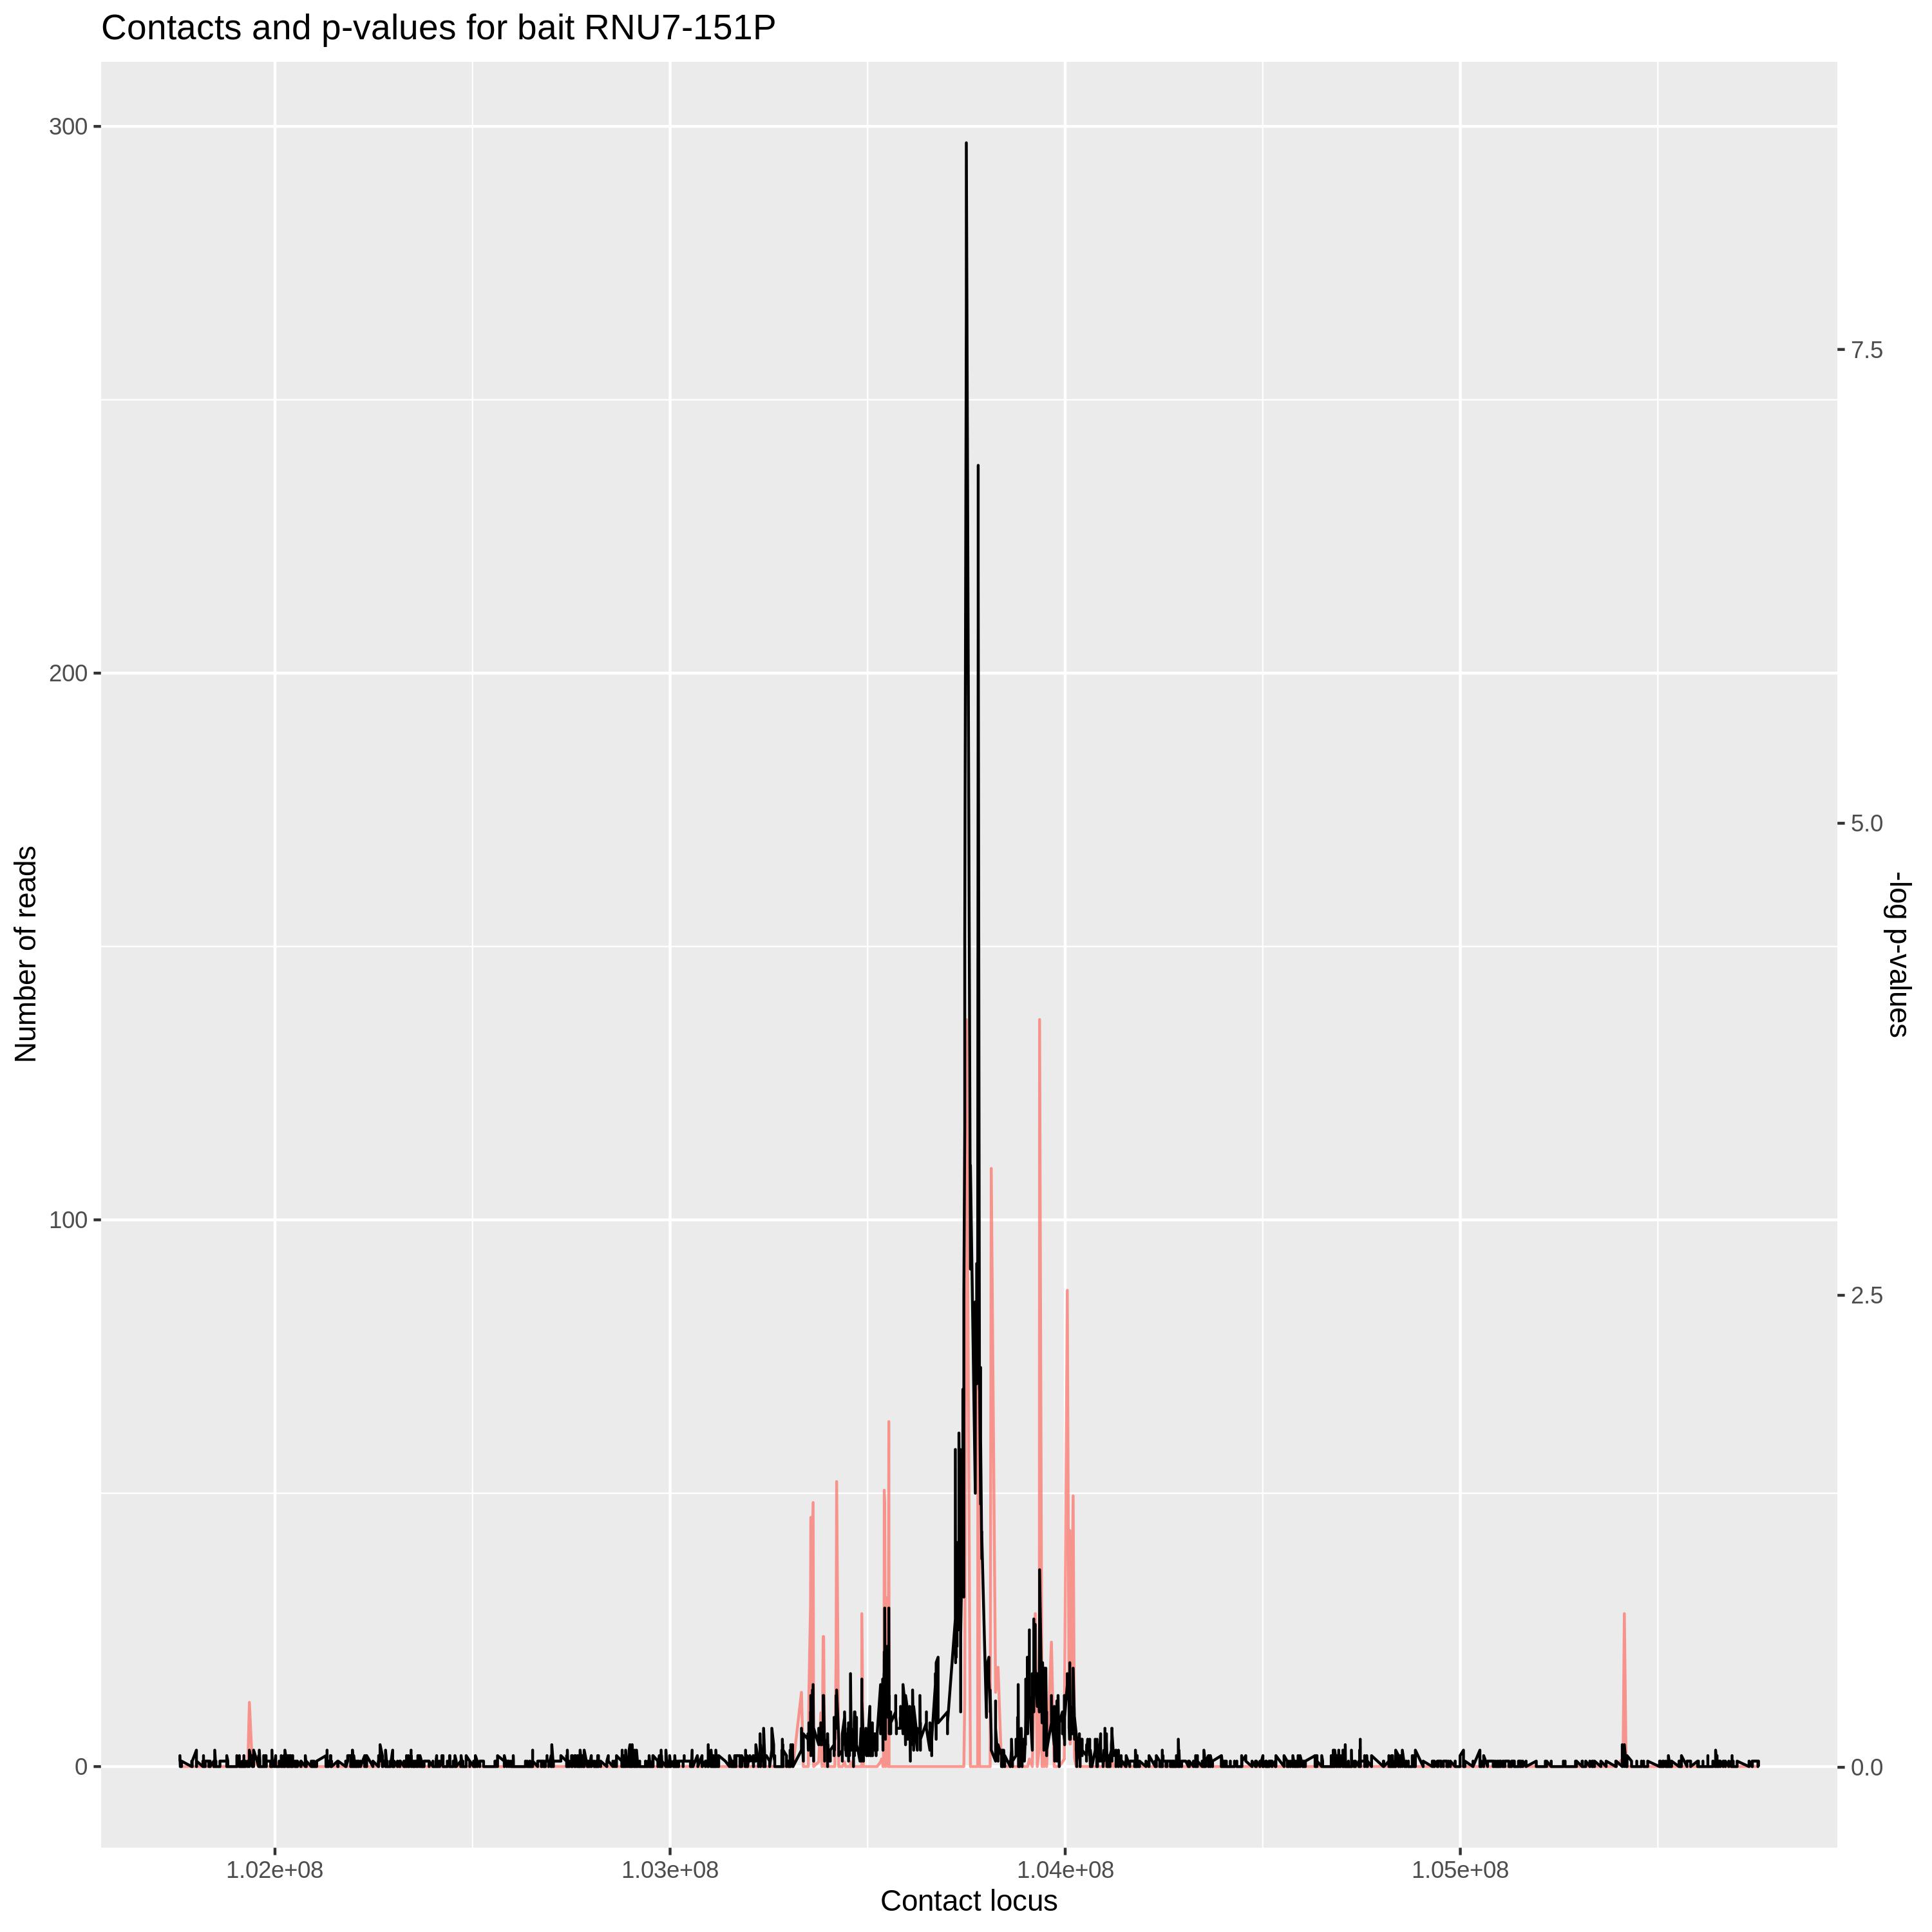 Contacts and p-values for bait RNU7-151P
300
200
100
0
Number of reads
7.5
5.0
2.5
0.0
-log p-values
1.02e+08
1.03e+08
1.04e+08
1.05e+08
Contact locus